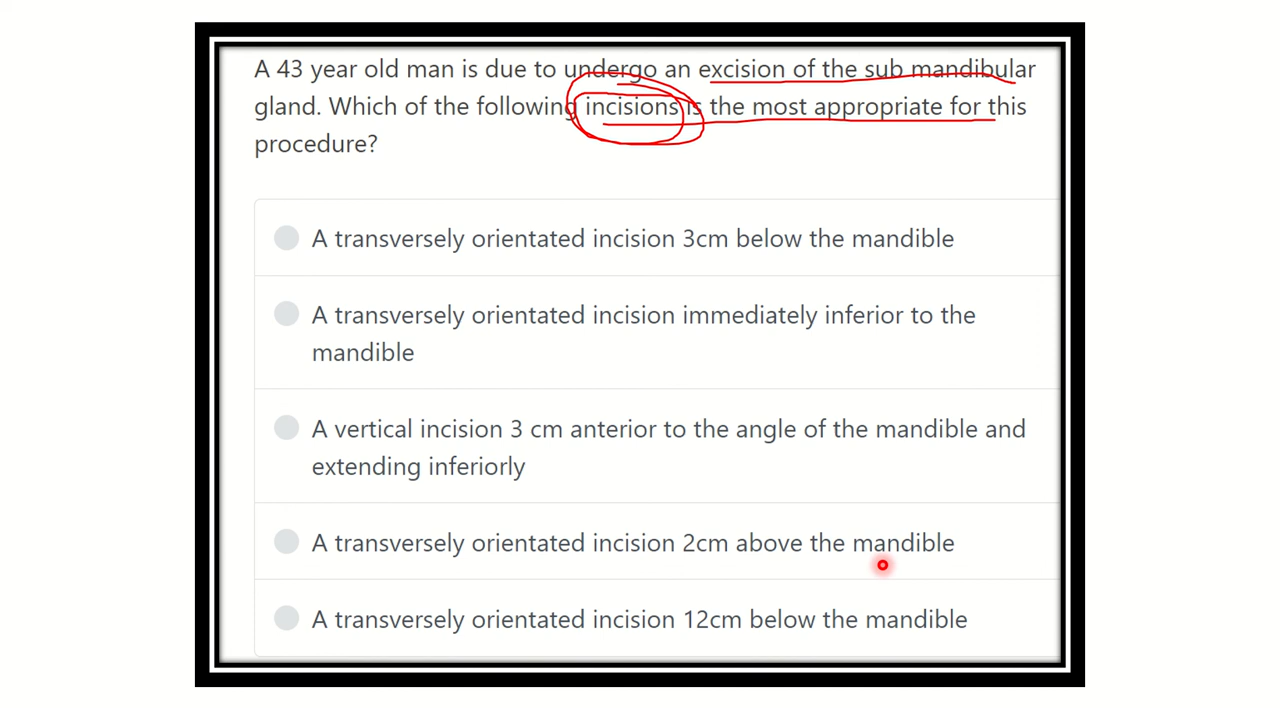 A 43 year old man is due to undergo an excision of the sub mandibular
gland. Which of the following incisions is the most appropriate for this
procedure?
A transversely orientated incision 3cm below the mandible
A transversely orientated incision immediately inferior to the
mandible
A vertical incision 3 cm anterior to the angle of the mandible and
extending inferiorly
A transversely orientated incision 2cm above the mandible
A transversely orientated incision 12cm below the mandible